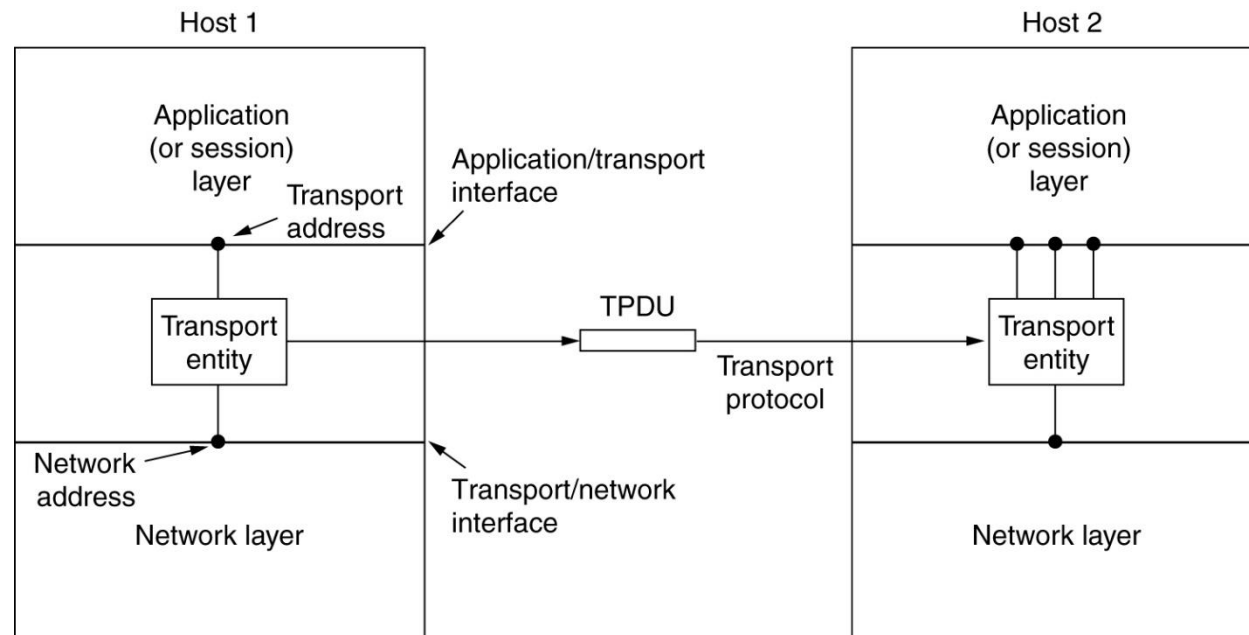 Host 1
Host 2
Application
(or session)
layer
Transport
address
Application/transport
interface
Application
(or session)
layer
Transport
entity
TPDU
Transport
protocol
Transport
entity
Network
address
Transport/network
interface
Network layer
Network layer